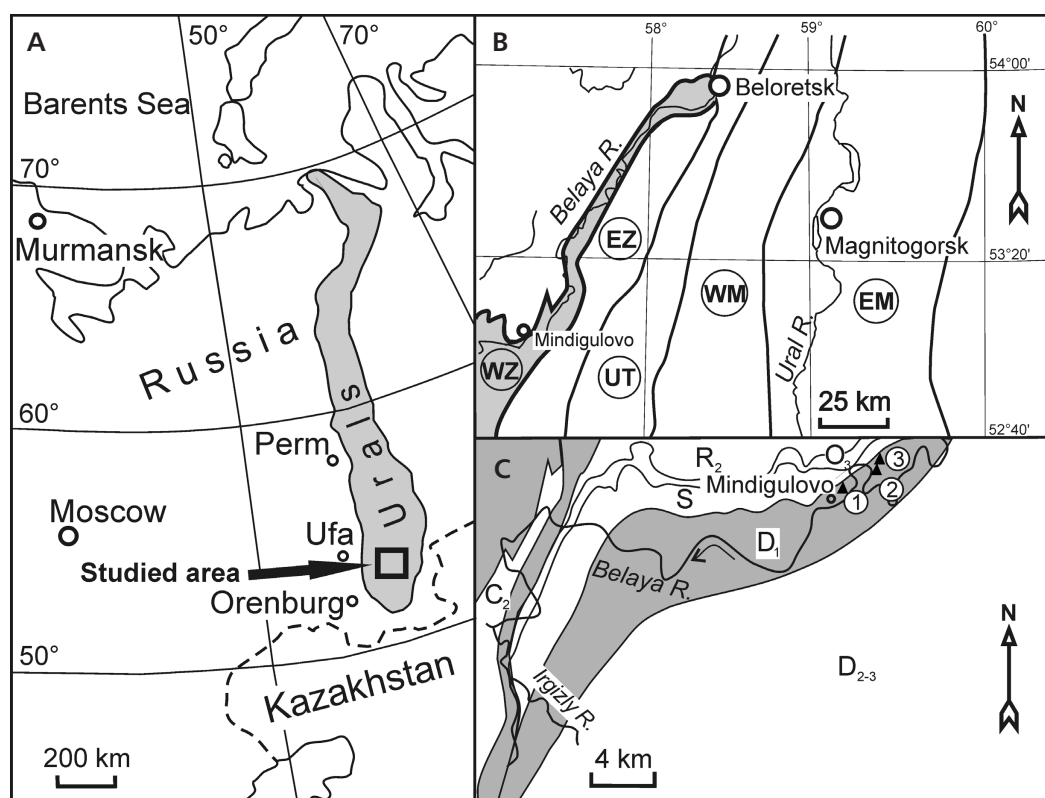 A
50°
70°
Barents Sea
70°
Murmansk
Russia
60°
Perm
Urals
Moscow
Ufa
Studied area
Orenburg
50°
Kazakhstan
200 km
B
58°
59°
60°
54°00'
Beloretsk
N
Belaya R.
EZ
Magnitogorsk
53°20'
WM
EM
Mindigulovo
WZ
UT
Ural R.
25 km
52°40'
C
R₂
O₃
3
Mindigulovo
S
1
2
D₁
Belaya R.
C₂
N
D₂₋₃
Irgizly R.
4 km